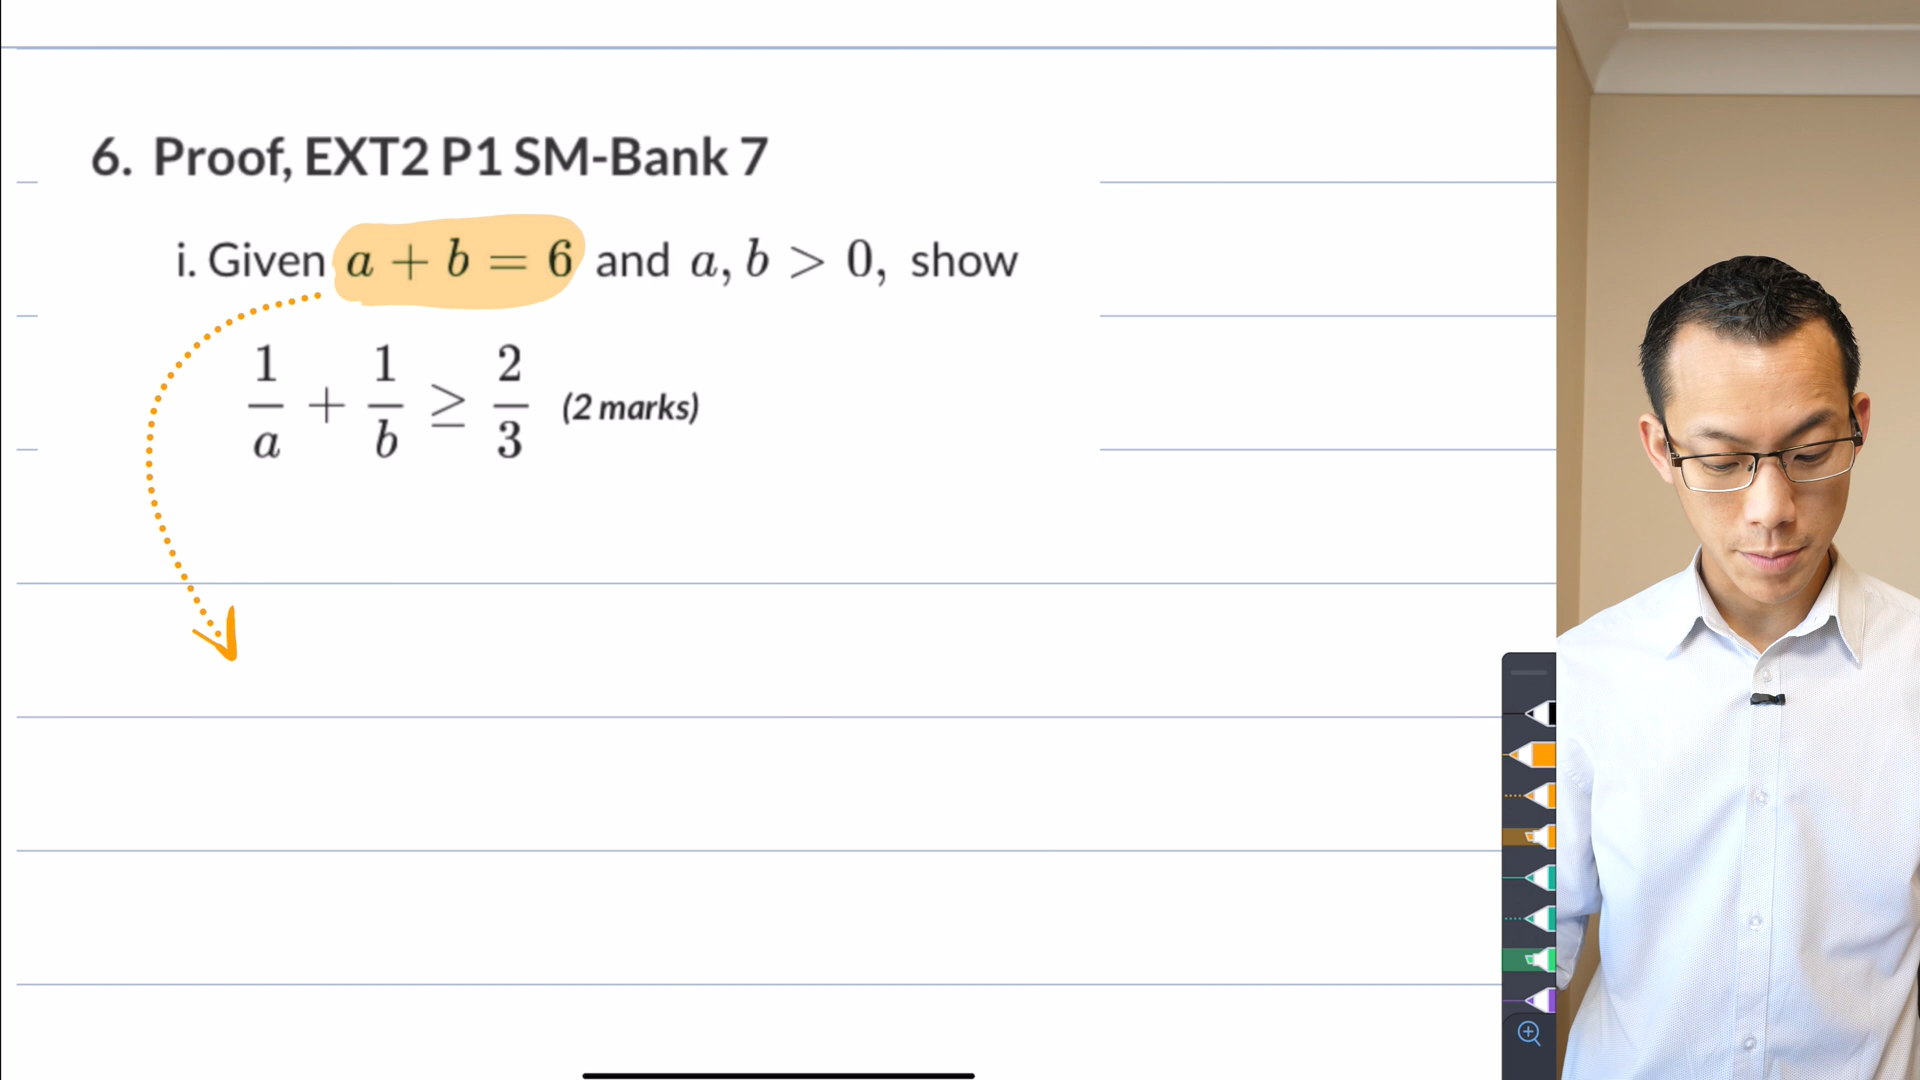 6. Proof, EXT2 P1 SM-Bank 7
i. Given a + b = 6 and a, b > 0, show
1/a + 1/b ≥ 2/3 (2 marks)